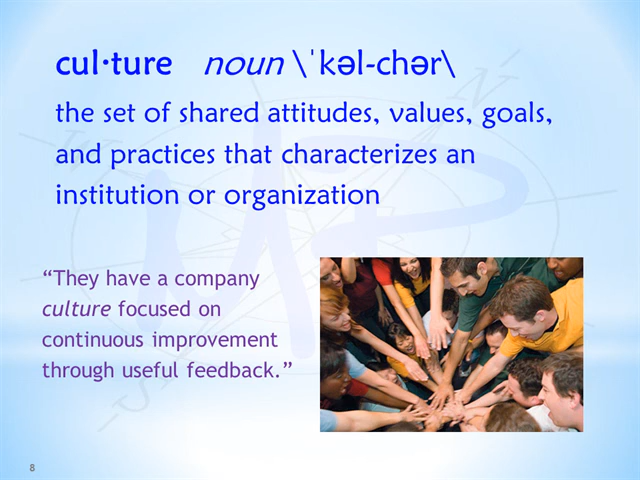 cul·ture noun \ˈkəl-chər\
the set of shared attitudes, values, goals,
and practices that characterizes an
institution or organization
“They have a company
culture focused on
continuous improvement
through useful feedback.”
8